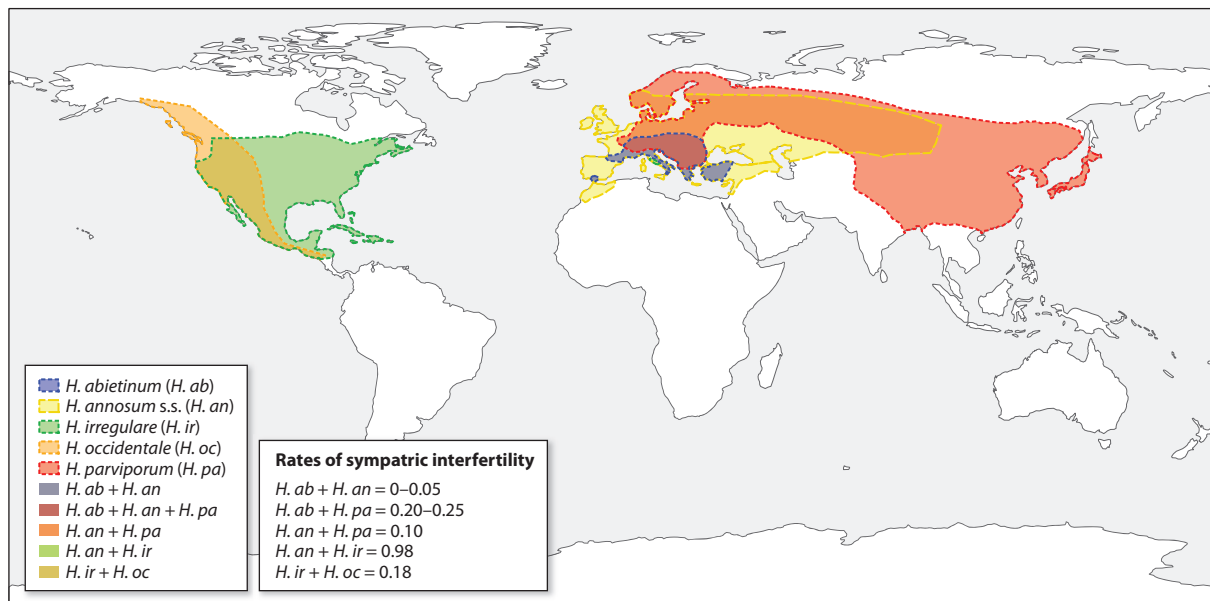 H. abietinum (H. ab)
H. annosum s.s. (H. an)
H. irregulare (H. ir)
H. occidentale (H. oc)
H. parviporum (H. pa)
H. ab + H. an
H. ab + H. an + H. pa
H. an + H. pa
H. an + H. ir
H. ir + H. oc
Rates of sympatric interfertility
H. ab + H. an = 0–0.05
H. ab + H. pa = 0.20–0.25
H. an + H. pa = 0.10
H. an + H. ir = 0.98
H. ir + H. oc = 0.18